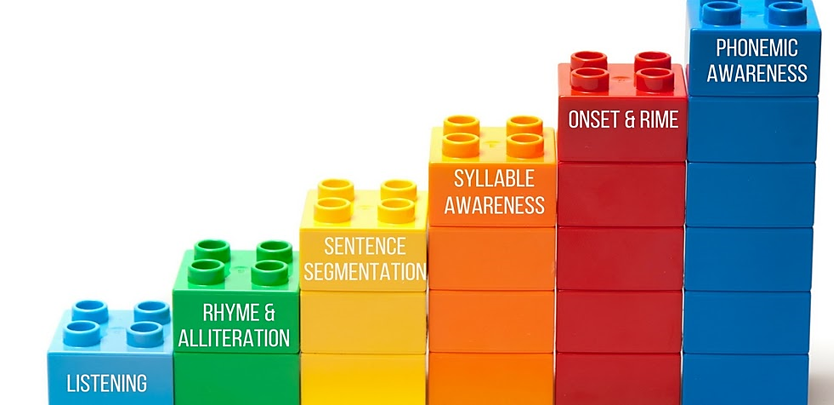 LISTENING
RHYME &
ALLITERATION
SENTENCE
SEGMENTATION
SYLLABLE
AWARENESS
ONSET & RIME
PHONEMIC
AWARENESS